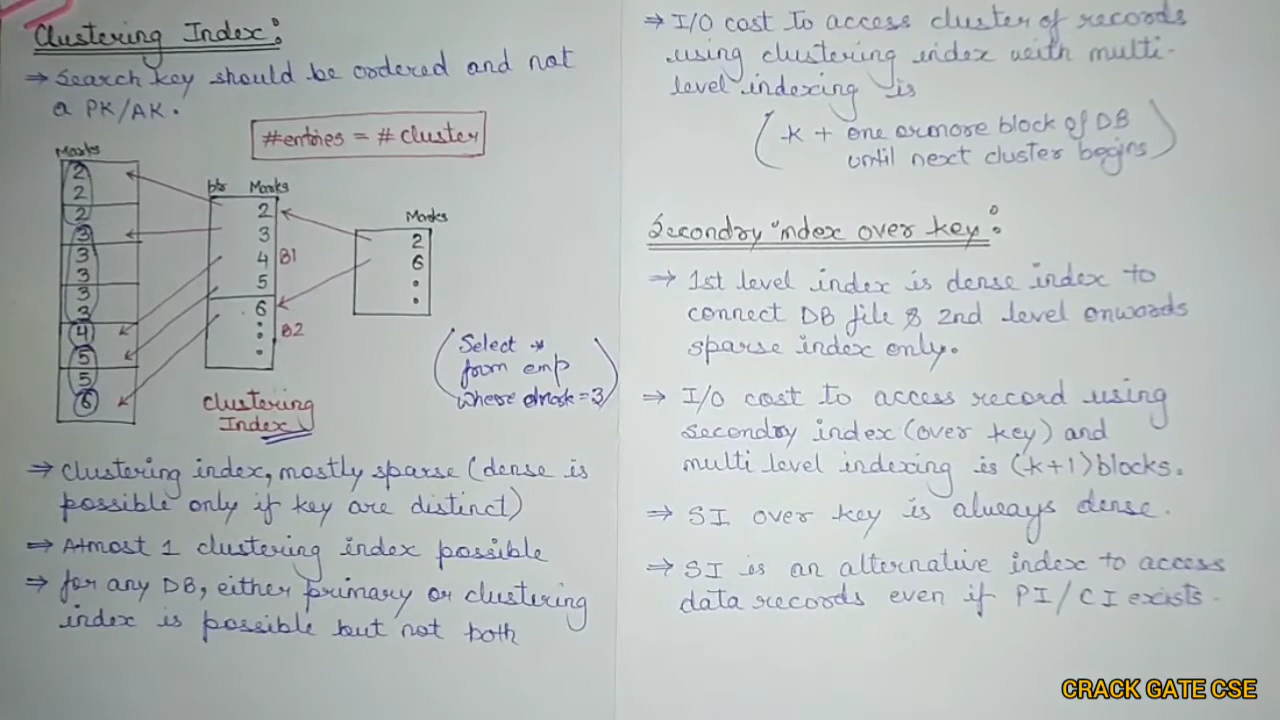 Clustering Index:
⇒ Search key should be ordered and not
a PK/AK.
#entries = #cluster
Marks
2
2
2
3
3
3
3
3
4
5
5
6
ptr Marks
2
3
4 B1
5
6
B2
Clustering
Index
Marks
2
6
(Select *
from emp
where dmark=3)
⇒ Clustering index, mostly sparse (dense is
possible only if key are distinct)
⇒ Atmost 1 clustering index possible
⇒ for any DB, either primary or clustering
index is possible but not both
⇒ I/O cost to access cluster of records
using clustering index with multi-
level indexing is
(k + one or more block of DB
until next cluster begins)
Secondry index over key:
⇒ 1st level index is dense index to
connect DB file & 2nd level onwards
sparse index only.
⇒ I/O cost to access record using
secondry index (over key) and
multi level indexing is (k+1) blocks.
⇒ SI over key is always dense.
⇒ SI is an alternative index to access
data records even if PI/CI exists.
CRACK GATE CSE